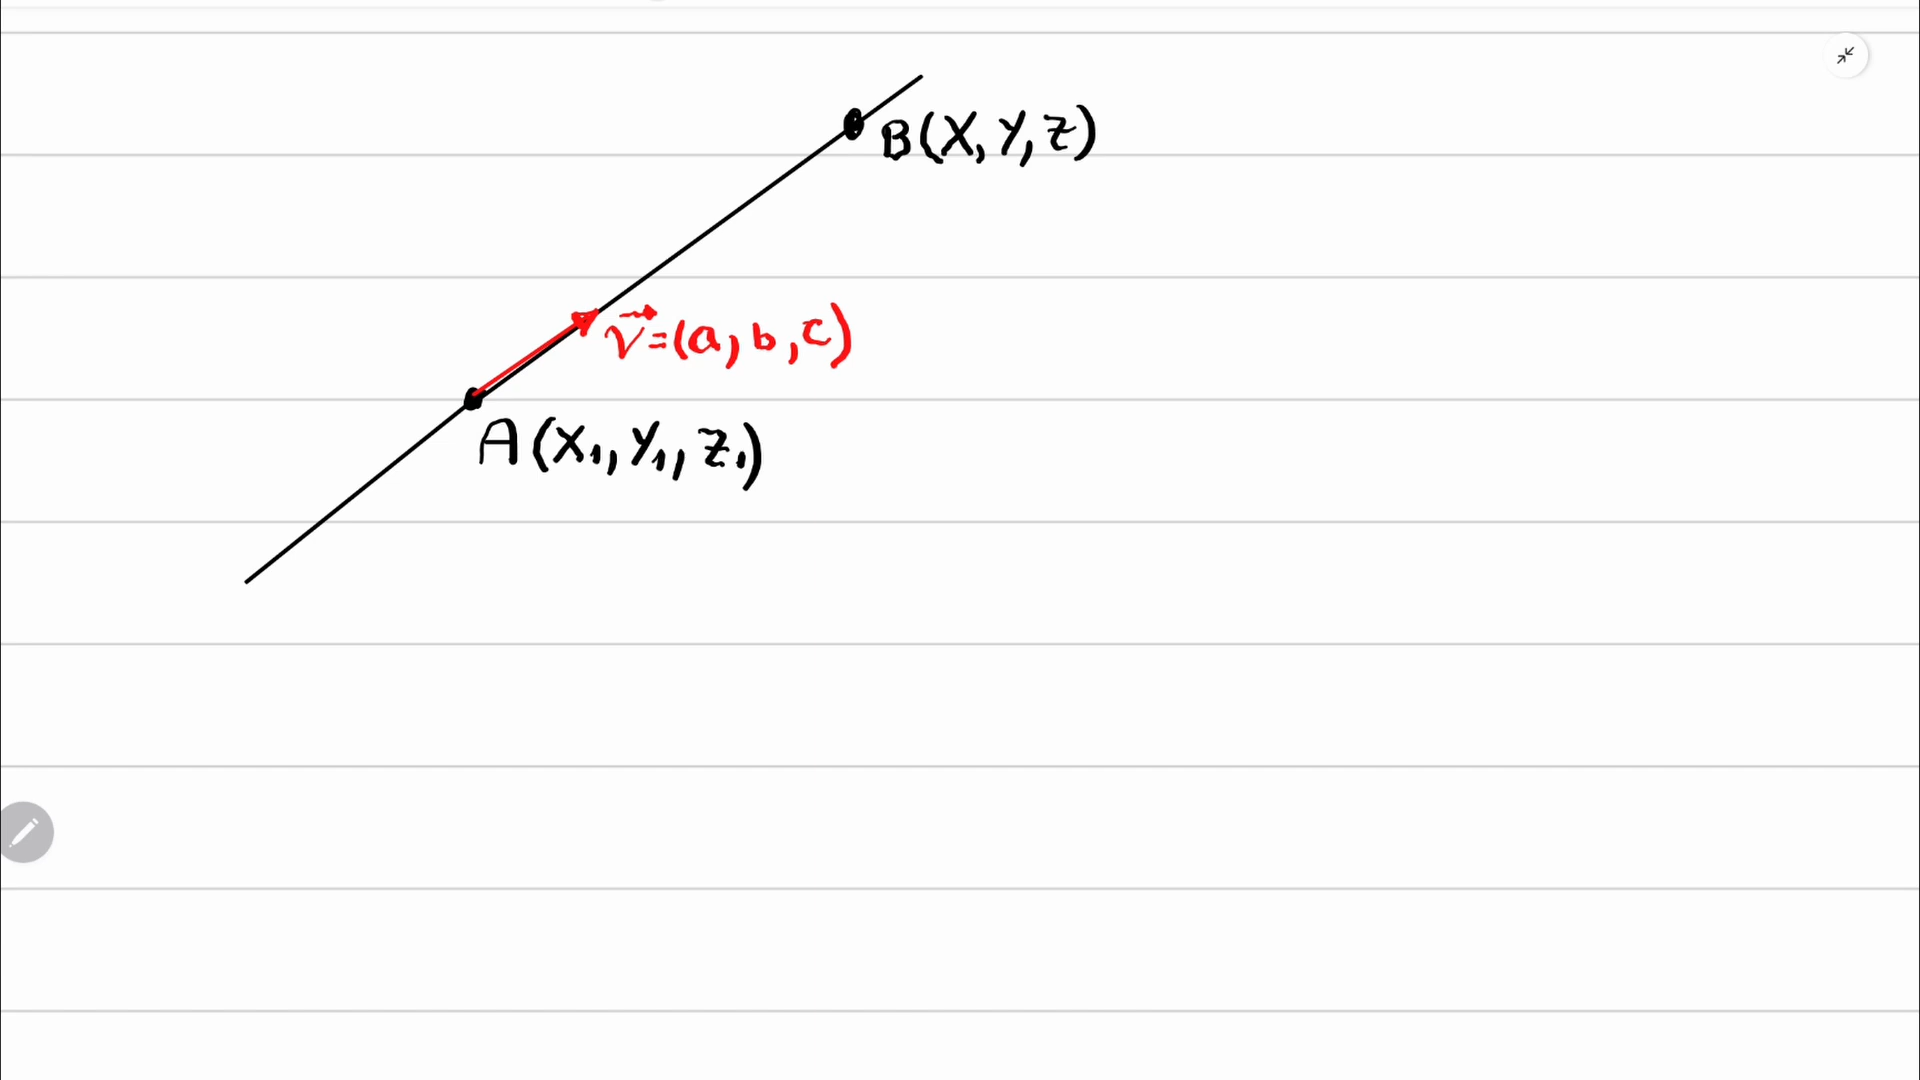 B(X, Y, Z)
v⃗=(a, b, c)
A(X₁, Y₁, Z₁)